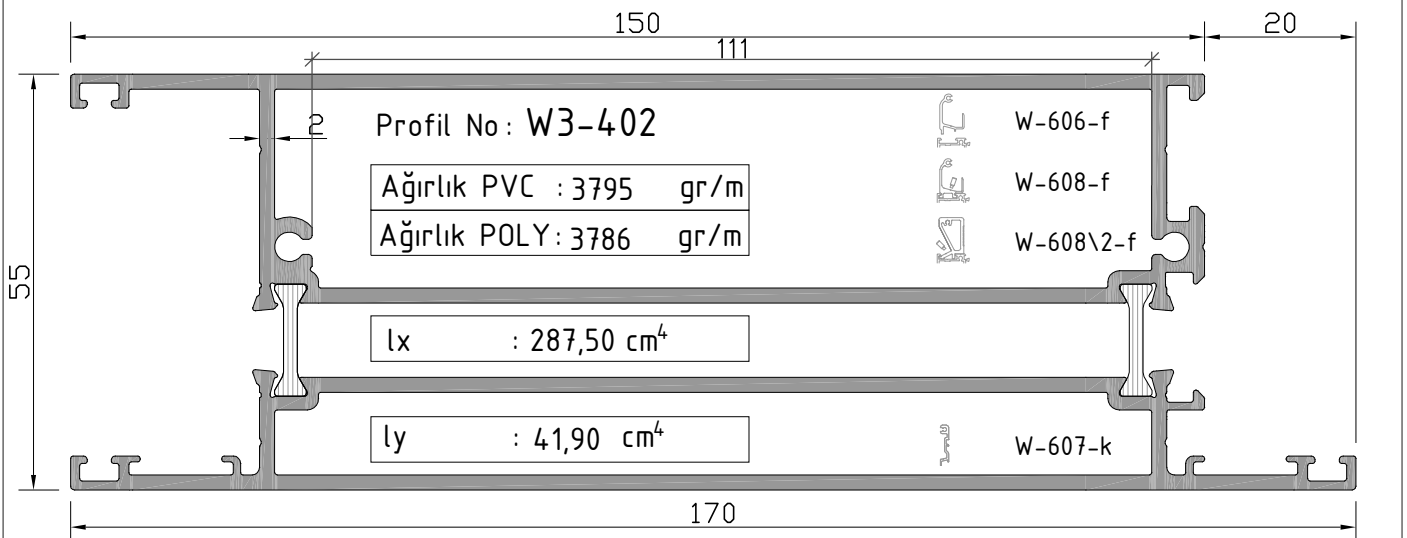 150
20
111
2
Profil No: W3-402
W-606-f
Ağırlık PVC : 3795 gr/m
W-608-f
Ağırlık POLY: 3786 gr/m
W-608\2-f
55
lx : 287,50 cm⁴
ly : 41,90 cm⁴
W-607-k
170